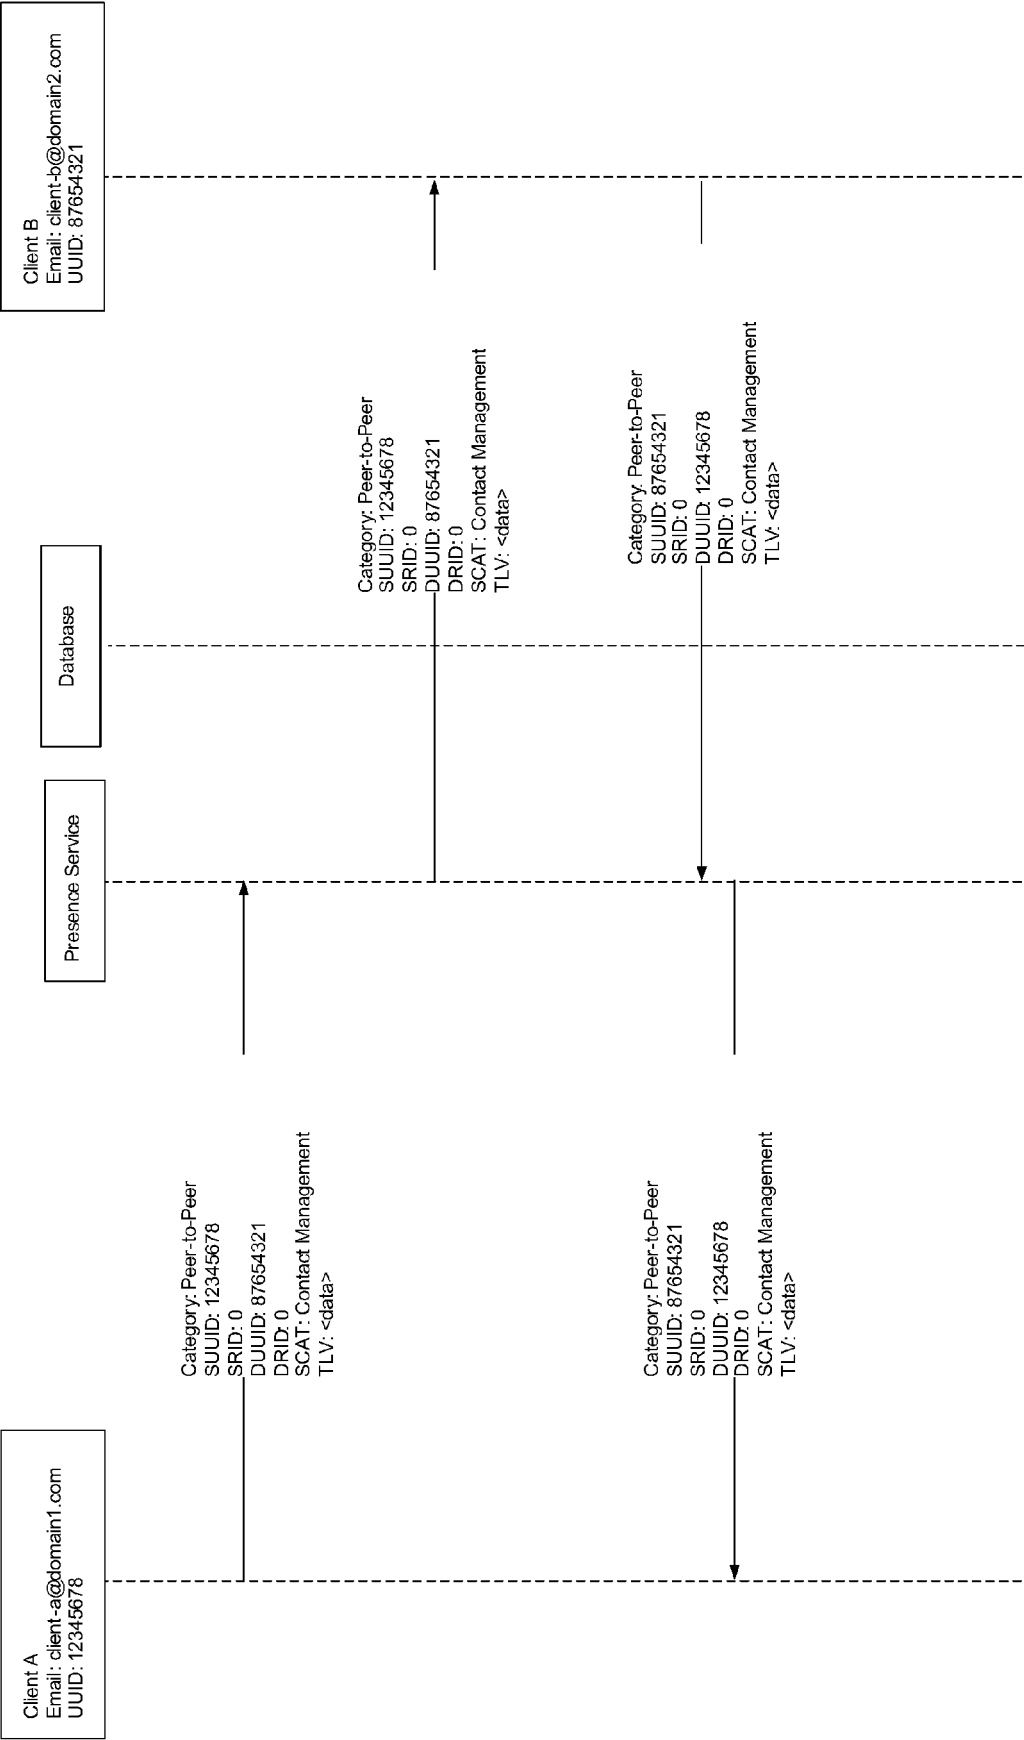 Client A
Email: client-a@domain1.com
UUID: 12345678
Presence Service
Database
Client B
Email: client-b@domain2.com
UUID: 87654321
Category: Peer-to-Peer
SUUID: 12345678
SRID: 0
DUUID: 87654321
DRID: 0
SCAT: Contact Management
TLV: <data>
Category: Peer-to-Peer
SUUID: 12345678
SRID: 0
DUUID: 87654321
DRID: 0
SCAT: Contact Management
TLV: <data>
Category: Peer-to-Peer
SUUID: 87654321
SRID: 0
DUUID: 12345678
DRID: 0
SCAT: Contact Management
TLV: <data>
Category: Peer-to-Peer
SUUID: 87654321
SRID: 0
DUUID: 12345678
DRID: 0
SCAT: Contact Management
TLV: <data>